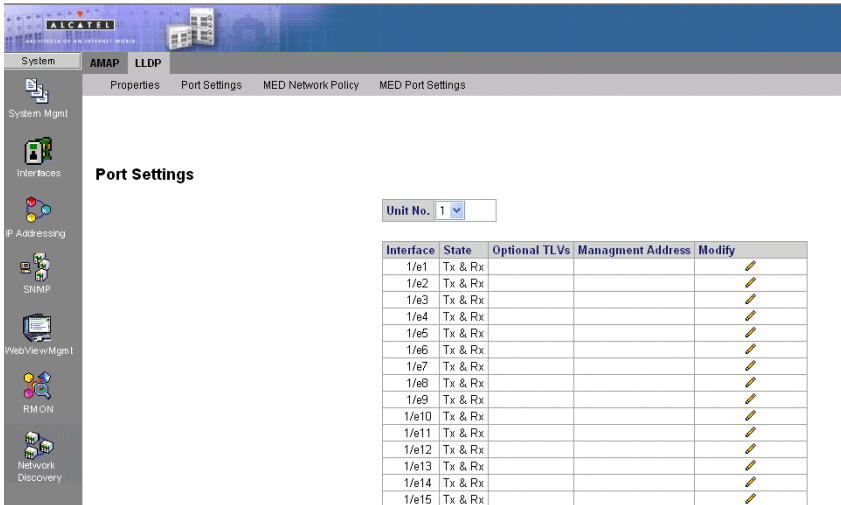 ALCATEL
ARCHITECTS OF AN INTERNET WORLD
System
AMAP LLDP
Properties Port Settings MED Network Policy MED Port Settings
System Mgmt
Interfaces
IP Addressing
SNMP
WebViewMgmt
RMON
Network
Discovery
Port Settings
Unit No. 1
Interface State Optional TLVs Managment Address Modify
1/e1 Tx & Rx
1/e2 Tx & Rx
1/e3 Tx & Rx
1/e4 Tx & Rx
1/e5 Tx & Rx
1/e6 Tx & Rx
1/e7 Tx & Rx
1/e8 Tx & Rx
1/e9 Tx & Rx
1/e10 Tx & Rx
1/e11 Tx & Rx
1/e12 Tx & Rx
1/e13 Tx & Rx
1/e14 Tx & Rx
1/e15 Tx & Rx